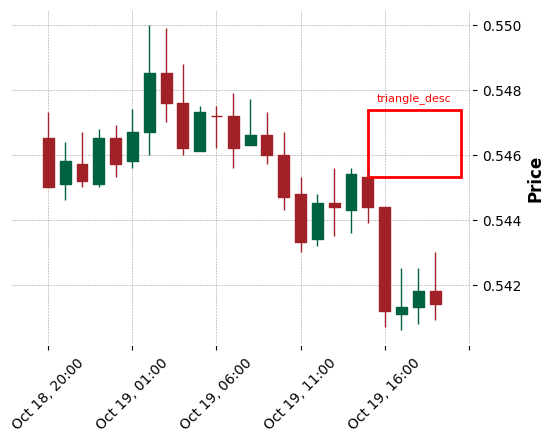 0.550
0.548
triangle_desc
0.546
0.544
0.542
Price
Oct 18, 20:00
Oct 19, 01:00
Oct 19, 06:00
Oct 19, 11:00
Oct 19, 16:00